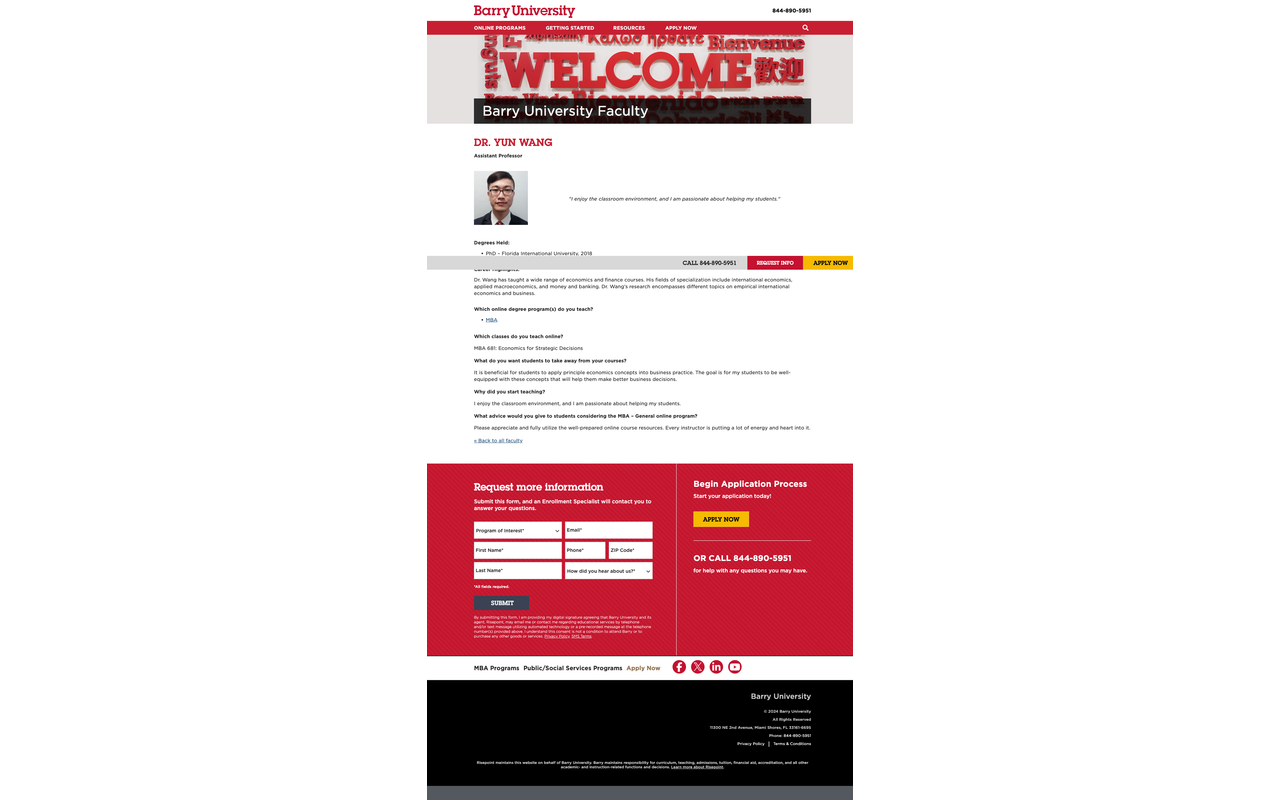 Barry University
844-890-5951
ONLINE PROGRAMS GETTING STARTED RESOURCES APPLY NOW
Bienvenue
WELCOME
歡迎
Bienvenido
Barry University Faculty
DR. YUN WANG
Assistant Professor
"I enjoy the classroom environment, and I am passionate about helping my students."
Degrees Held:
• PhD – Florida International University, 2018
CALL 844-890-5951 REQUEST INFO APPLY NOW
Career Highlights:
Dr. Wang has taught a wide range of economics and finance courses. His fields of specialization include international economics,
applied macroeconomics, and money and banking. Dr. Wang's research encompasses different topics on empirical international
economics and business.
Which online degree program(s) do you teach?
• MBA
Which classes do you teach online?
MBA 681: Economics for Strategic Decisions
What do you want students to take away from your courses?
It is beneficial for students to apply principle economics concepts into business practice. The goal is for my students to be well-
equipped with these concepts that will help them make better business decisions.
Why did you start teaching?
I enjoy the classroom environment, and I am passionate about helping my students.
What advice would you give to students considering the MBA – General online program?
Please appreciate and fully utilize the well-prepared online course resources. Every instructor is putting a lot of energy and heart into it.
« Back to all faculty
Request more information
Submit this form, and an Enrollment Specialist will contact you to
answer your questions.
Program of Interest* Email*
First Name* Phone* ZIP Code*
Last Name* How did you hear about us?*
*All fields required.
SUBMIT
By submitting this form, I am providing my digital signature agreeing that Barry University and its
agent, Risepoint, may email me or contact me regarding educational services by telephone
and/or text message utilizing automated technology or a pre-recorded message at the telephone
number(s) provided above. I understand this consent is not a condition to attend Barry or to
purchase any other goods or services. Privacy Policy. SMS Terms.
Begin Application Process
Start your application today!
APPLY NOW
OR CALL 844-890-5951
for help with any questions you may have.
MBA Programs Public/Social Services Programs Apply Now
Barry University
© 2024 Barry University
All Rights Reserved
11300 NE 2nd Avenue, Miami Shores, FL 33161-6695
Phone: 844-890-5951
Privacy Policy | Terms & Conditions
Risepoint maintains this website on behalf of Barry University. Barry maintains responsibility for curriculum, teaching, admissions, tuition, financial aid, accreditation, and all other
academic- and instruction-related functions and decisions. Learn more about Risepoint.